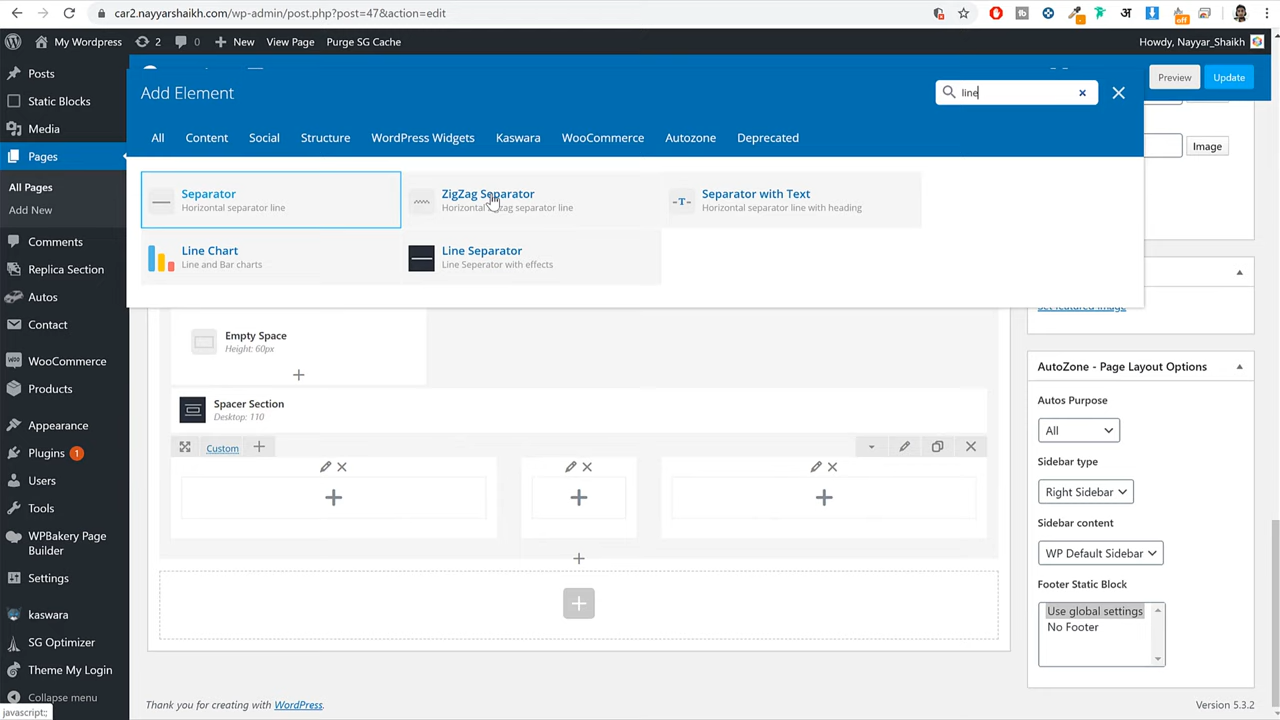 car2.nayyarshaikh.com/wp-admin/post.php?post=47&action=edit
off
My Wordpress
2
0
New
View Page
Purge SG Cache
Howdy, Nayyar_Shaikh
Posts
Static Blocks
Media
Pages
All Pages
Add New
Comments
Replica Section
Autos
Contact
WooCommerce
Products
Appearance
Plugins 1
Users
Tools
WPBakery Page
Builder
Settings
kaswara
SG Optimizer
Theme My Login
Collapse menu
javascript:;
Add Element
line
All
Content
Social
Structure
WordPress Widgets
Kaswara
WooCommerce
Autozone
Deprecated
Separator
Horizontal separator line
ZigZag Separator
Horizontal zigzag separator line
-T-
Separator with Text
Horizontal separator line with heading
Line Chart
Line and Bar charts
Line Separator
Line Seperator with effects
Empty Space
Height: 60px
Spacer Section
Desktop: 110
Custom
Preview
Update
Image
Set featured image
AutoZone - Page Layout Options
Autos Purpose
All
Sidebar type
Right Sidebar
Sidebar content
WP Default Sidebar
Footer Static Block
Use global settings
No Footer
Thank you for creating with WordPress.
Version 5.3.2